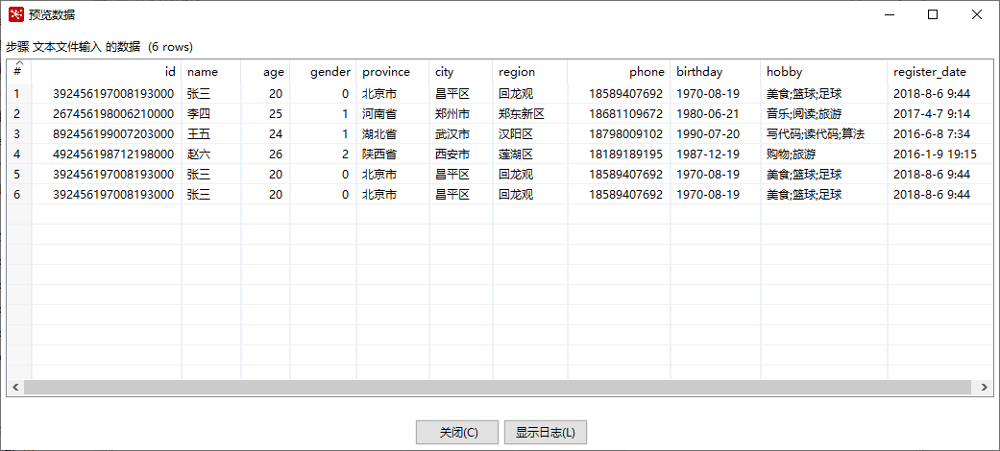 预览数据
步骤 文本文件输入 的数据 (6 rows)
# id name age gender province city region phone birthday hobby register_date
1 392456197008193000 张三 20 0 北京市 昌平区 回龙观 18589407692 1970-08-19 美食;篮球;足球 2018-8-6 9:44
2 267456198006210000 李四 25 1 河南省 郑州市 郑东新区 18681109672 1980-06-21 音乐;阅读;旅游 2017-4-7 9:14
3 892456199007203000 王五 24 1 湖北省 武汉市 汉阳区 18798009102 1990-07-20 写代码;读代码;算法 2016-6-8 7:34
4 492456198712198000 赵六 26 2 陕西省 西安市 莲湖区 18189189195 1987-12-19 购物;旅游 2016-1-9 19:15
5 392456197008193000 张三 20 0 北京市 昌平区 回龙观 18589407692 1970-08-19 美食;篮球;足球 2018-8-6 9:44
6 392456197008193000 张三 20 0 北京市 昌平区 回龙观 18589407692 1970-08-19 美食;篮球;足球 2018-8-6 9:44
关闭(C) 显示日志(L)